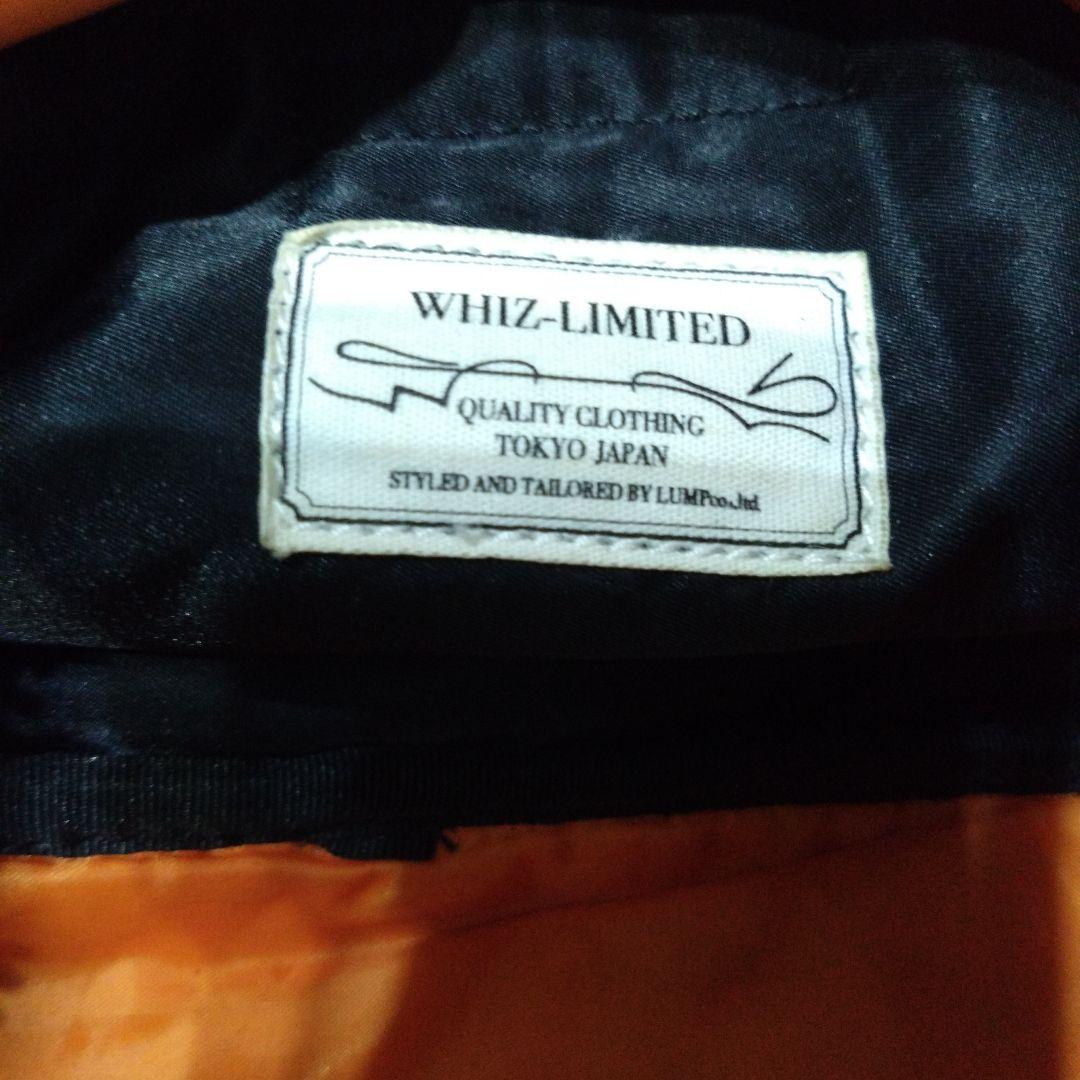 WHIZ-LIMITED
QUALITY CLOTHING
TOKYO JAPAN
STYLED AND TAILORED BY LUMPco.,ltd.